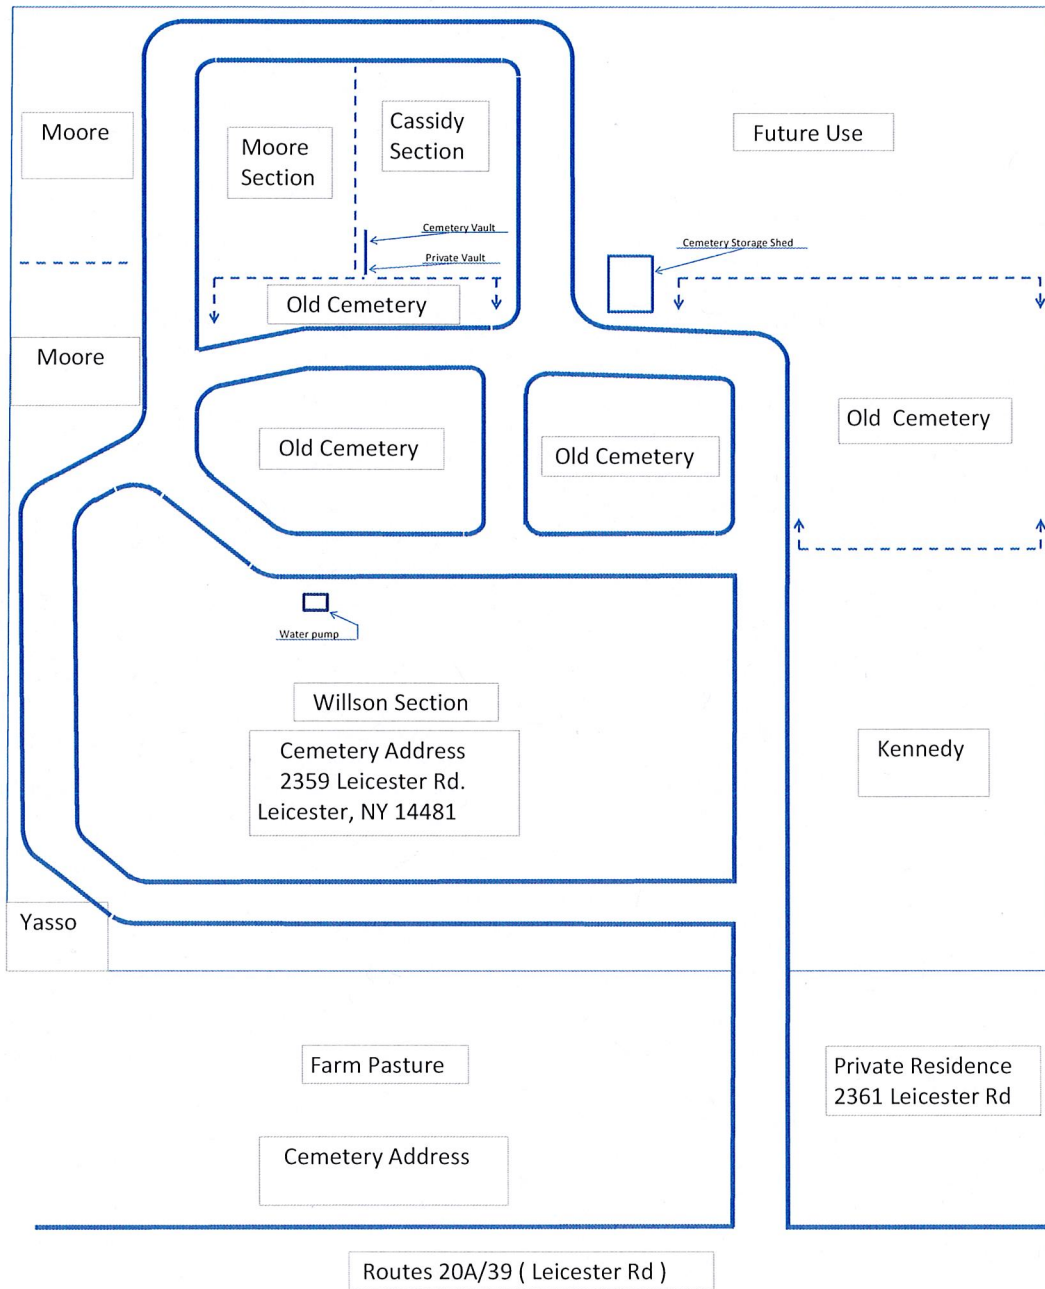 Moore
Moore
Section
Cassidy
Section
Future Use
Cemetery Vault
Private Vault
Cemetery Storage Shed
Old Cemetery
Moore
Old Cemetery
Old Cemetery
Old  Cemetery
Water pump
Willson Section
Cemetery Address
2359 Leicester Rd.
Leicester, NY 14481
Kennedy
Yasso
Farm Pasture
Private Residence
2361 Leicester Rd
Cemetery Address
Routes 20A/39 ( Leicester Rd )